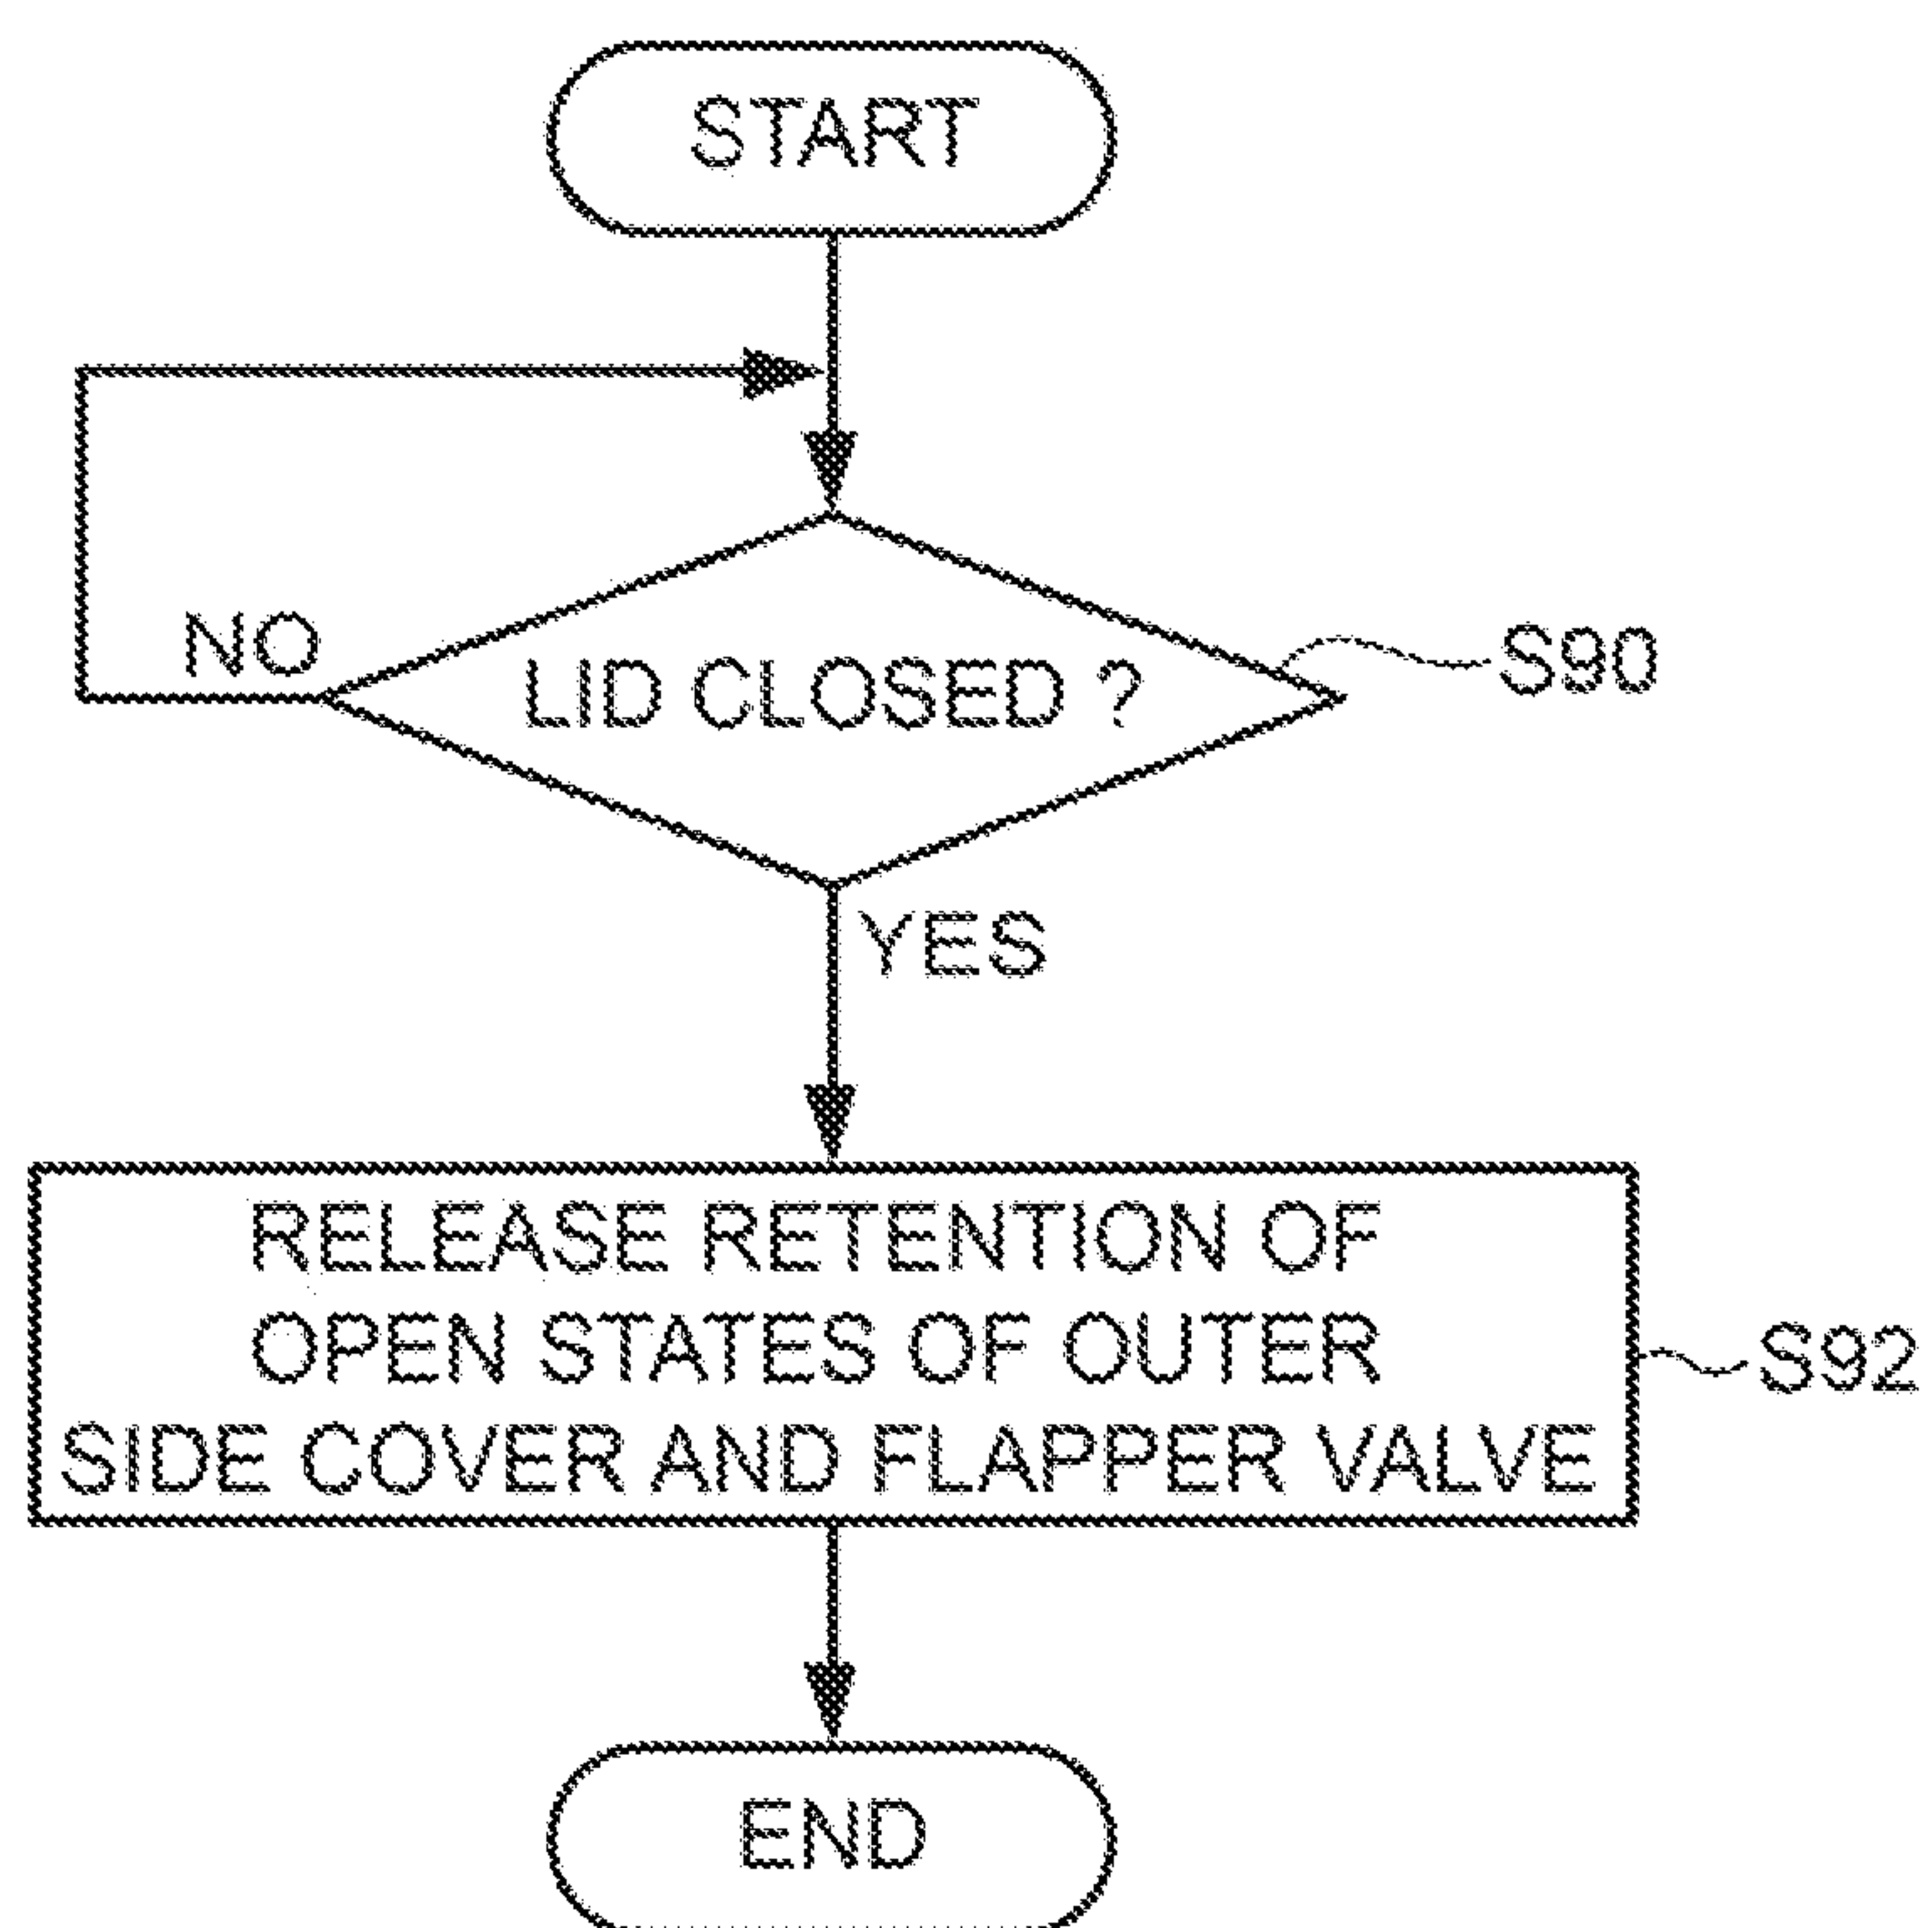 START
NO
LID CLOSED ?
S90
YES
RELEASE RETENTION OF
OPEN STATES OF OUTER
SIDE COVER AND FLAPPER VALVE
S92
END